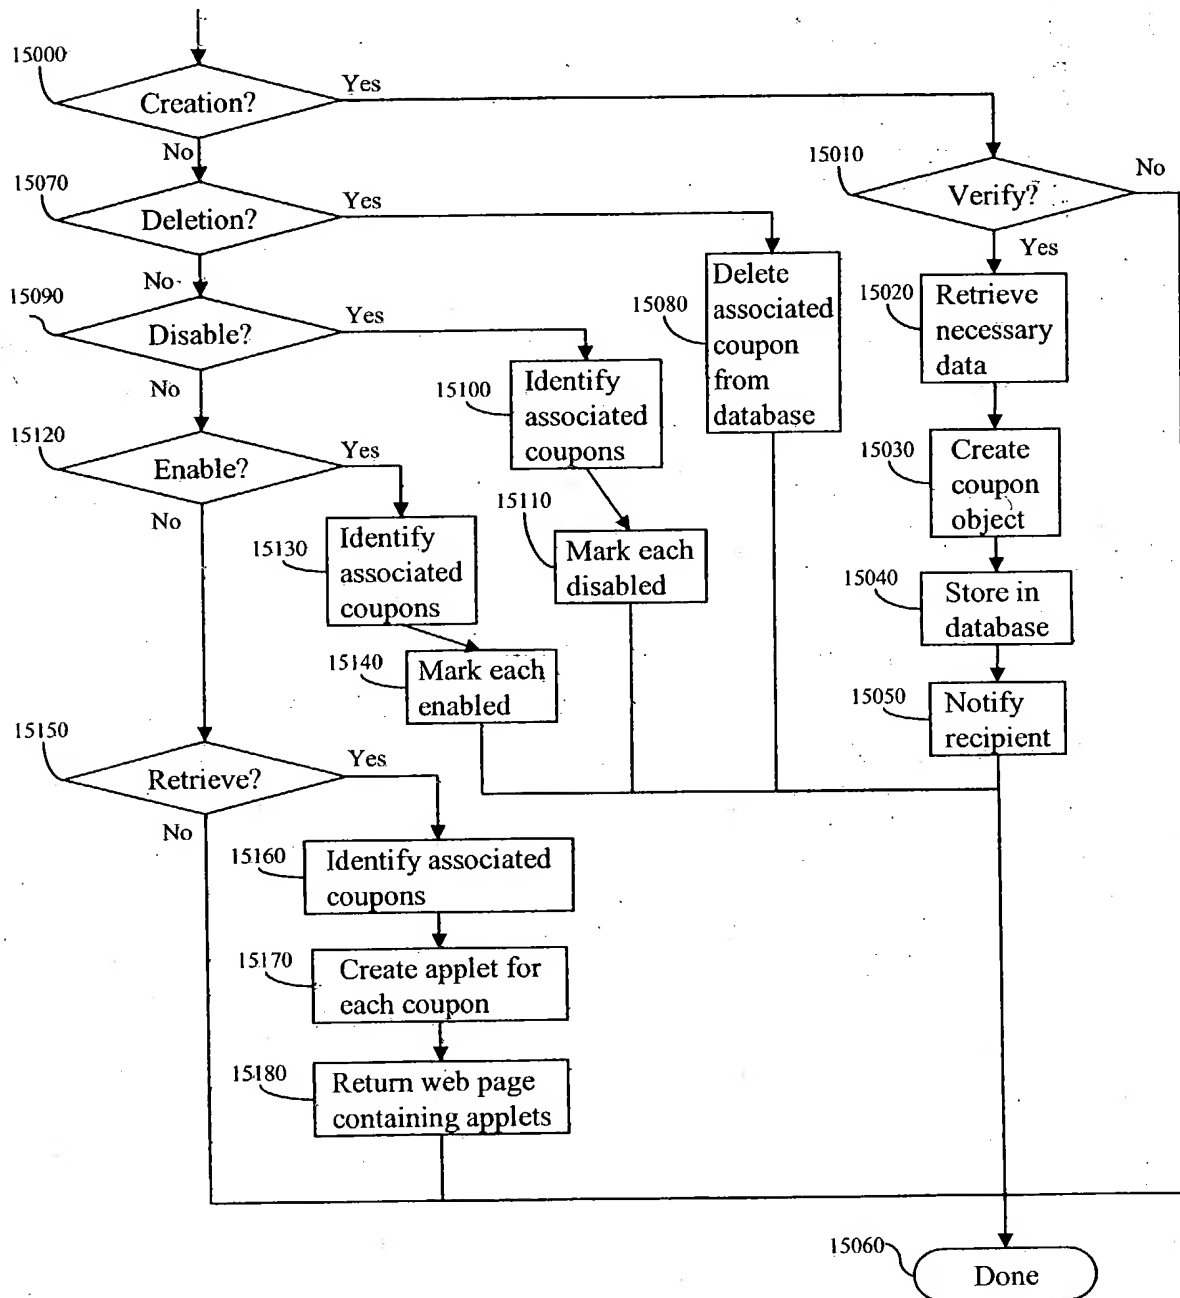 15000
Creation?
Yes
No
15010
Verify?
No
Yes
15070
Deletion?
Yes
No
15080
Delete
associated
coupon
from
database
15020
Retrieve
necessary
data
15090
Disable?
Yes
No
15100
Identify
associated
coupons
15030
Create
coupon
object
15120
Enable?
Yes
No
15110
Mark each
disabled
15130
Identify
associated
coupons
15040
Store in
database
15140
Mark each
enabled
15050
Notify
recipient
15150
Retrieve?
Yes
No
15160
Identify associated
coupons
15170
Create applet for
each coupon
15180
Return web page
containing applets
15060
Done